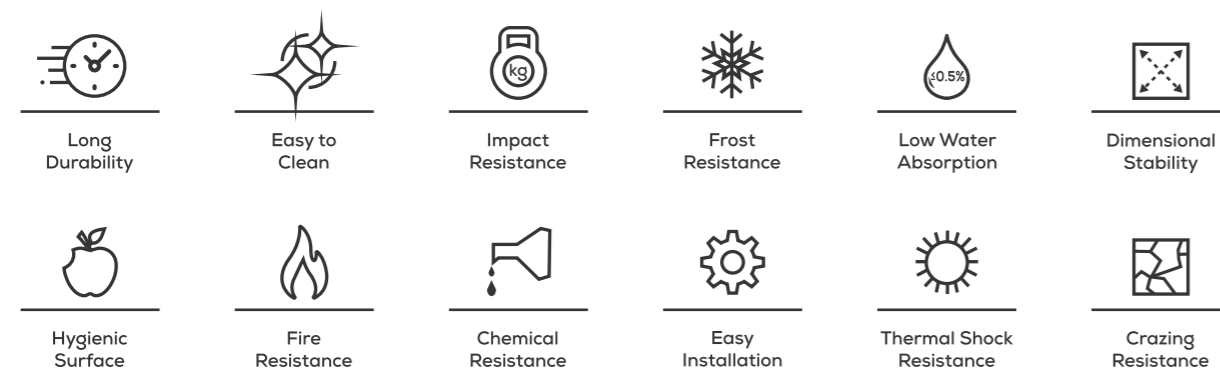 kg
≤0.5%
Long
Durability
Easy to
Clean
Impact
Resistance
Frost
Resistance
Low Water
Absorption
Dimensional
Stability
Hygienic
Surface
Fire
Resistance
Chemical
Resistance
Easy
Installation
Thermal Shock
Resistance
Crazing
Resistance